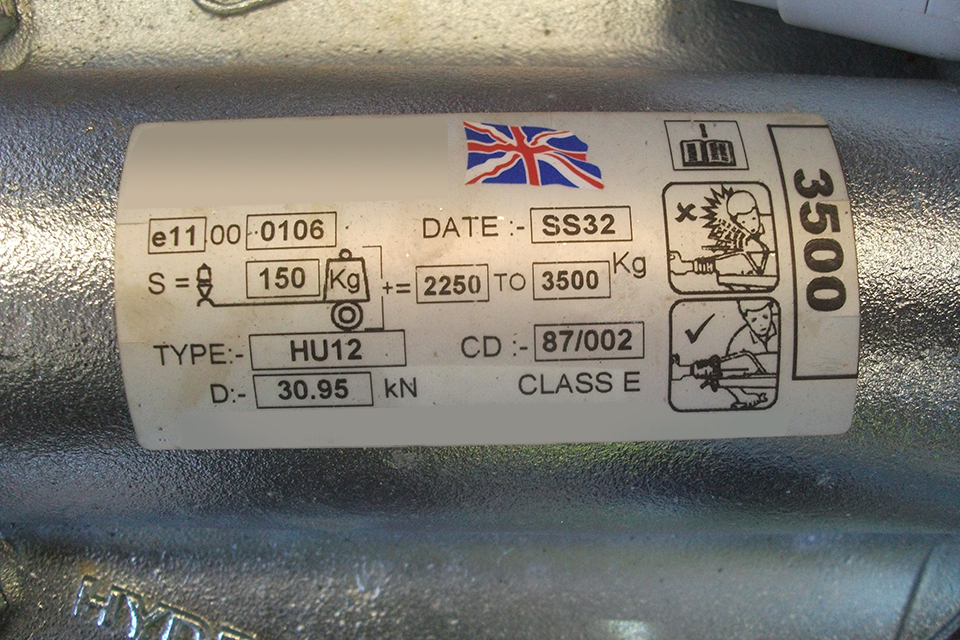 e11 00 0106 DATE :- SS32
S = 150 Kg += 2250 TO 3500 Kg
TYPE:- HU12 CD :- 87/002
D:- 30.95 kN CLASS E
3500